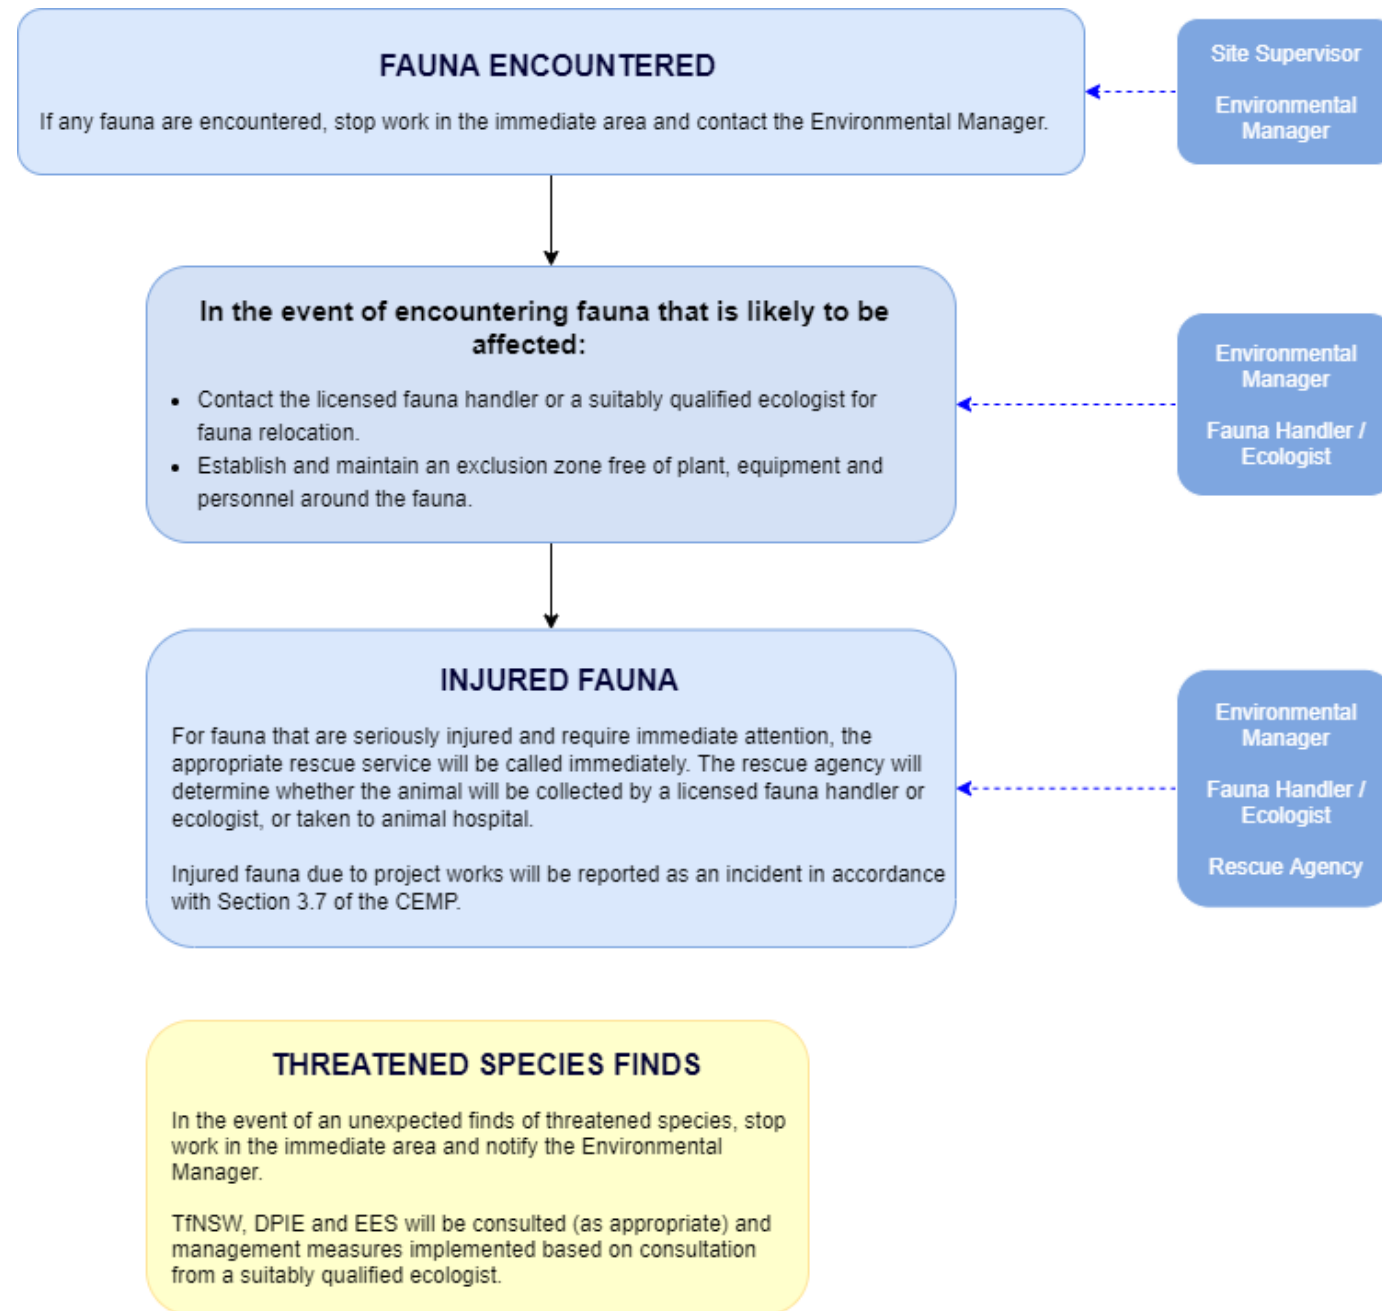 FAUNA ENCOUNTERED
If any fauna are encountered, stop work in the immediate area and contact the Environmental Manager.
Site Supervisor
Environmental
Manager
In the event of encountering fauna that is likely to be
affected:
• Contact the licensed fauna handler or a suitably qualified ecologist for
fauna relocation.
• Establish and maintain an exclusion zone free of plant, equipment and
personnel around the fauna.
Environmental
Manager
Fauna Handler /
Ecologist
INJURED FAUNA
For fauna that are seriously injured and require immediate attention, the
appropriate rescue service will be called immediately. The rescue agency will
determine whether the animal will be collected by a licensed fauna handler or
ecologist, or taken to animal hospital.
Injured fauna due to project works will be reported as an incident in accordance
with Section 3.7 of the CEMP.
Environmental
Manager
Fauna Handler /
Ecologist
Rescue Agency
THREATENED SPECIES FINDS
In the event of an unexpected finds of threatened species, stop
work in the immediate area and notify the Environmental
Manager.
TfNSW, DPIE and EES will be consulted (as appropriate) and
management measures implemented based on consultation
from a suitably qualified ecologist.